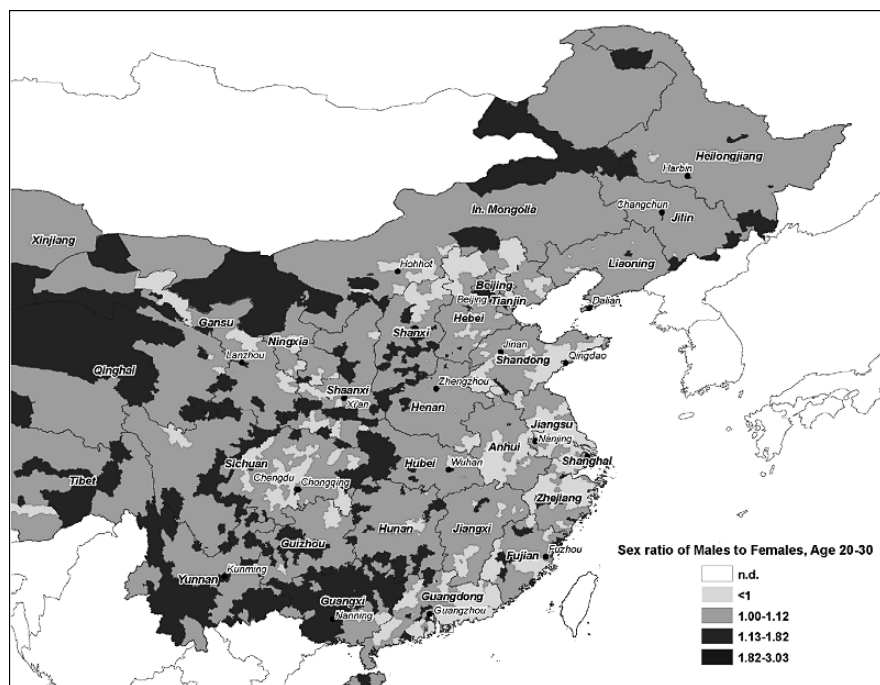 Heilongjiang
Harbin
Changchun
Jilin
In. Mongolia
Xinjiang
Liaoning
Hohhot
Beijing
Beijing
Tianjin
Dalian
Gansu
Shanxi
Hebei
Ningxia
Lanzhou
Jinan
Shandong
Qingdao
Qinghai
Shaanxi
Xi'an
Zhengzhou
Henan
Jiangsu
Nanjing
Anhui
Shanghai
Sichuan
Hubei
Wuhan
Chengdu
Chongqing
Tibet
Zhejiang
Hunan
Jiangxi
Guizhou
Fujian
Fuzhou
Kunming
Yunnan
Guangxi
Guangdong
Nanning
Guangzhou
Sex ratio of Males to Females, Age 20-30
n.d.
<1
1.00-1.12
1.13-1.82
1.82-3.03